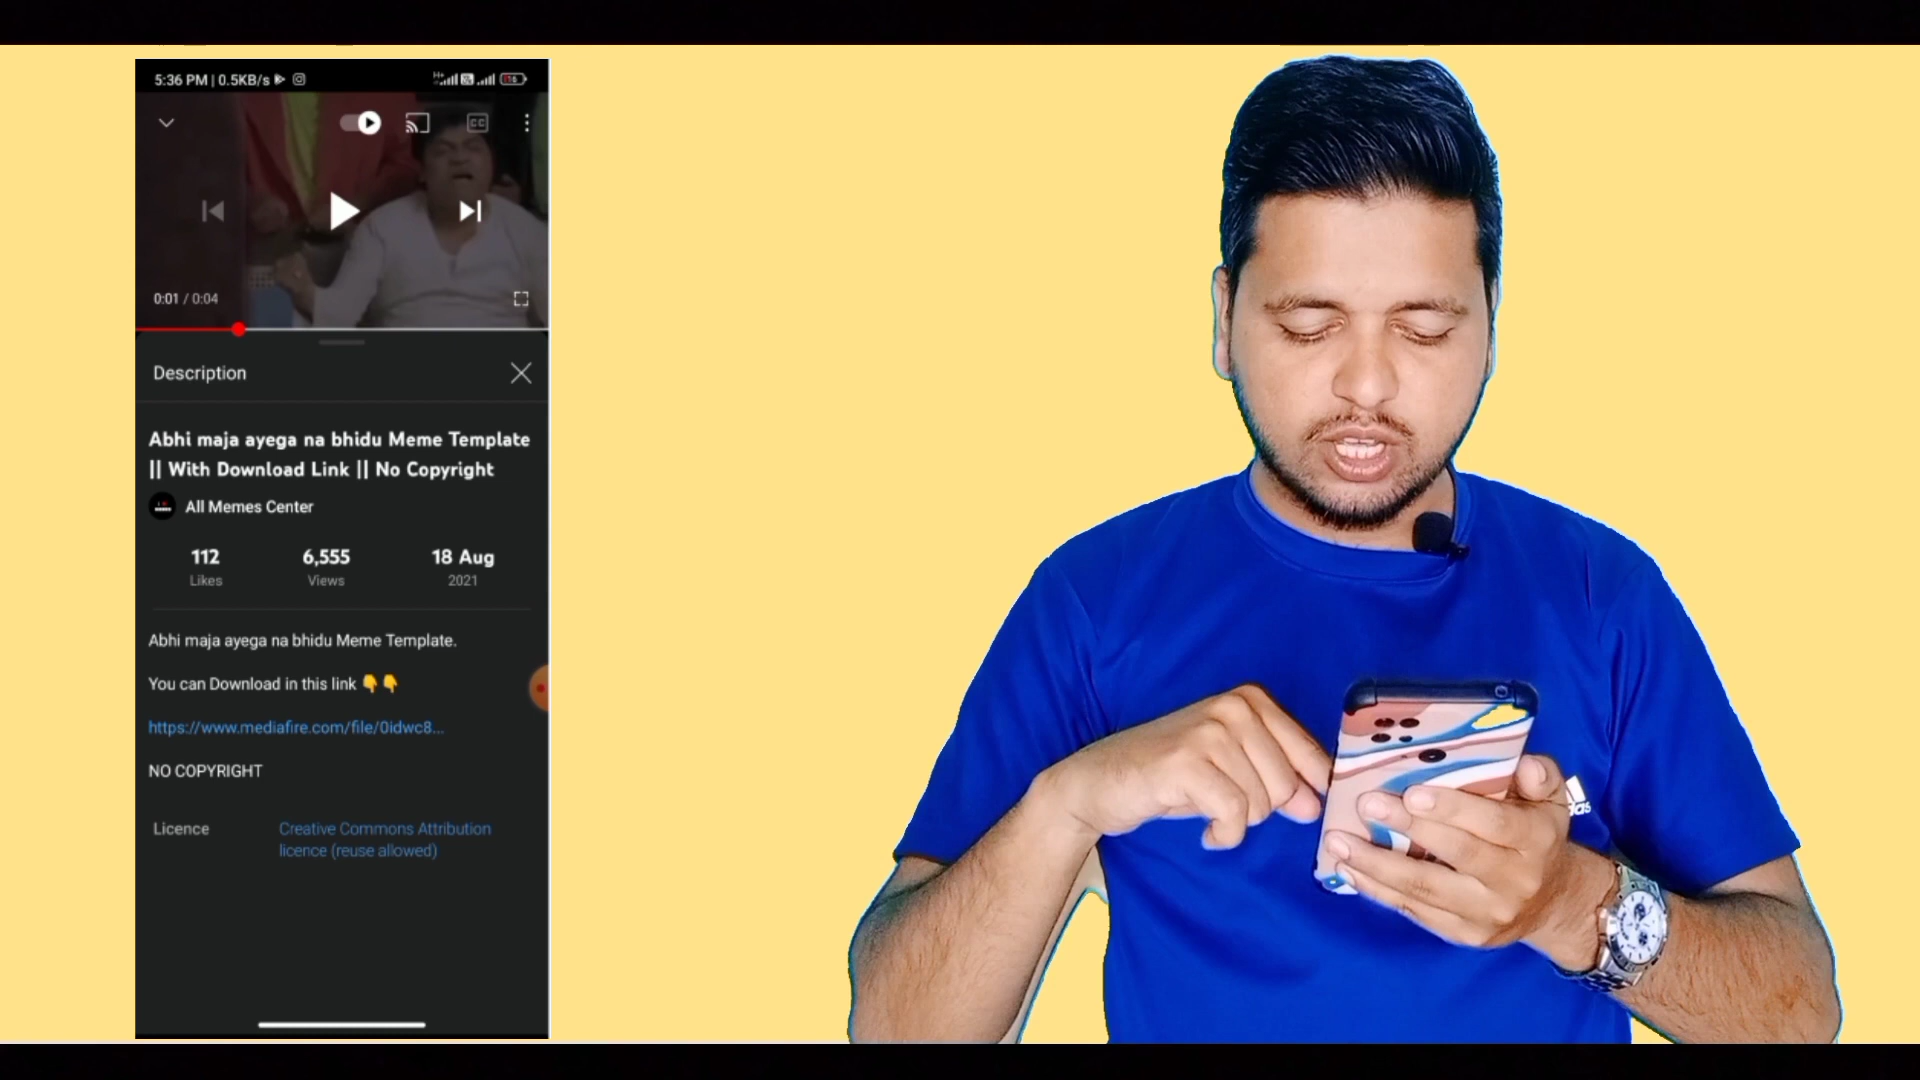 5:36 PM | 0.5KB/s
CC
0:01 / 0:04
Description
Abhi maja ayega na bhidu Meme Template
|| With Download Link || No Copyright
All Memes Center
112
6,555
18 Aug
Likes
Views
2021
Abhi maja ayega na bhidu Meme Template.
You can Download in this link 👇👇
https://www.mediafire.com/file/0idwc8...
NO COPYRIGHT
Licence
Creative Commons Attribution
licence (reuse allowed)